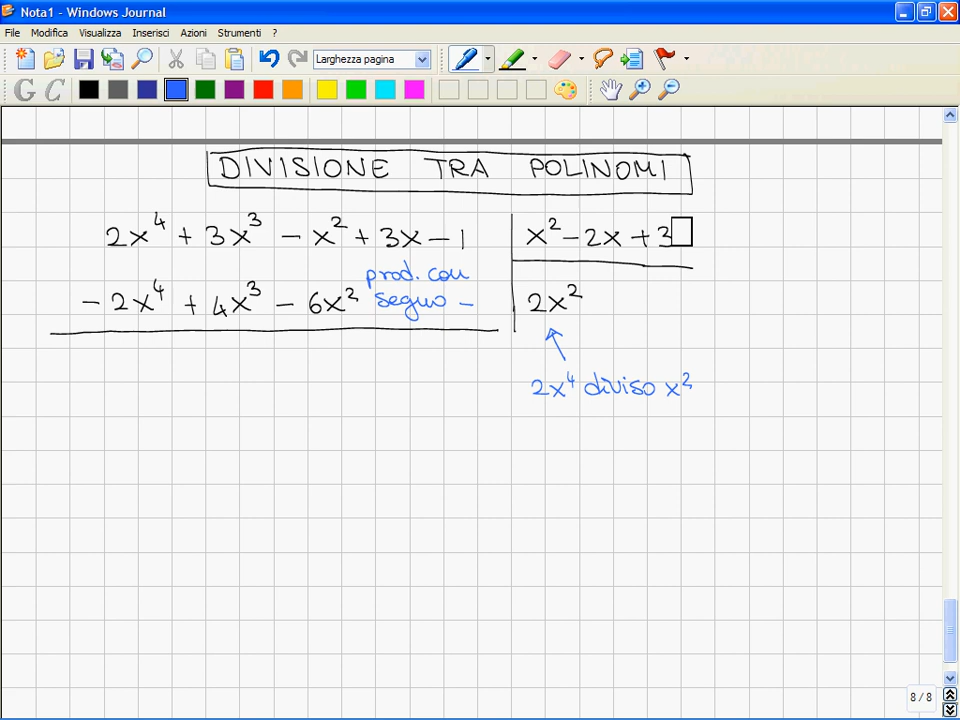 Nota1 - Windows Journal
File Modifica Visualizza Inserisci Azioni Strumenti ?
Larghezza pagina
G C
DIVISIONE TRA POLINOMI
2x⁴ + 3x³ - x² + 3x - 1 x² - 2x + 3
prod. con
- 2x⁴ + 4x³ - 6x² segno - 2x²
2x⁴ diviso x²
8 / 8